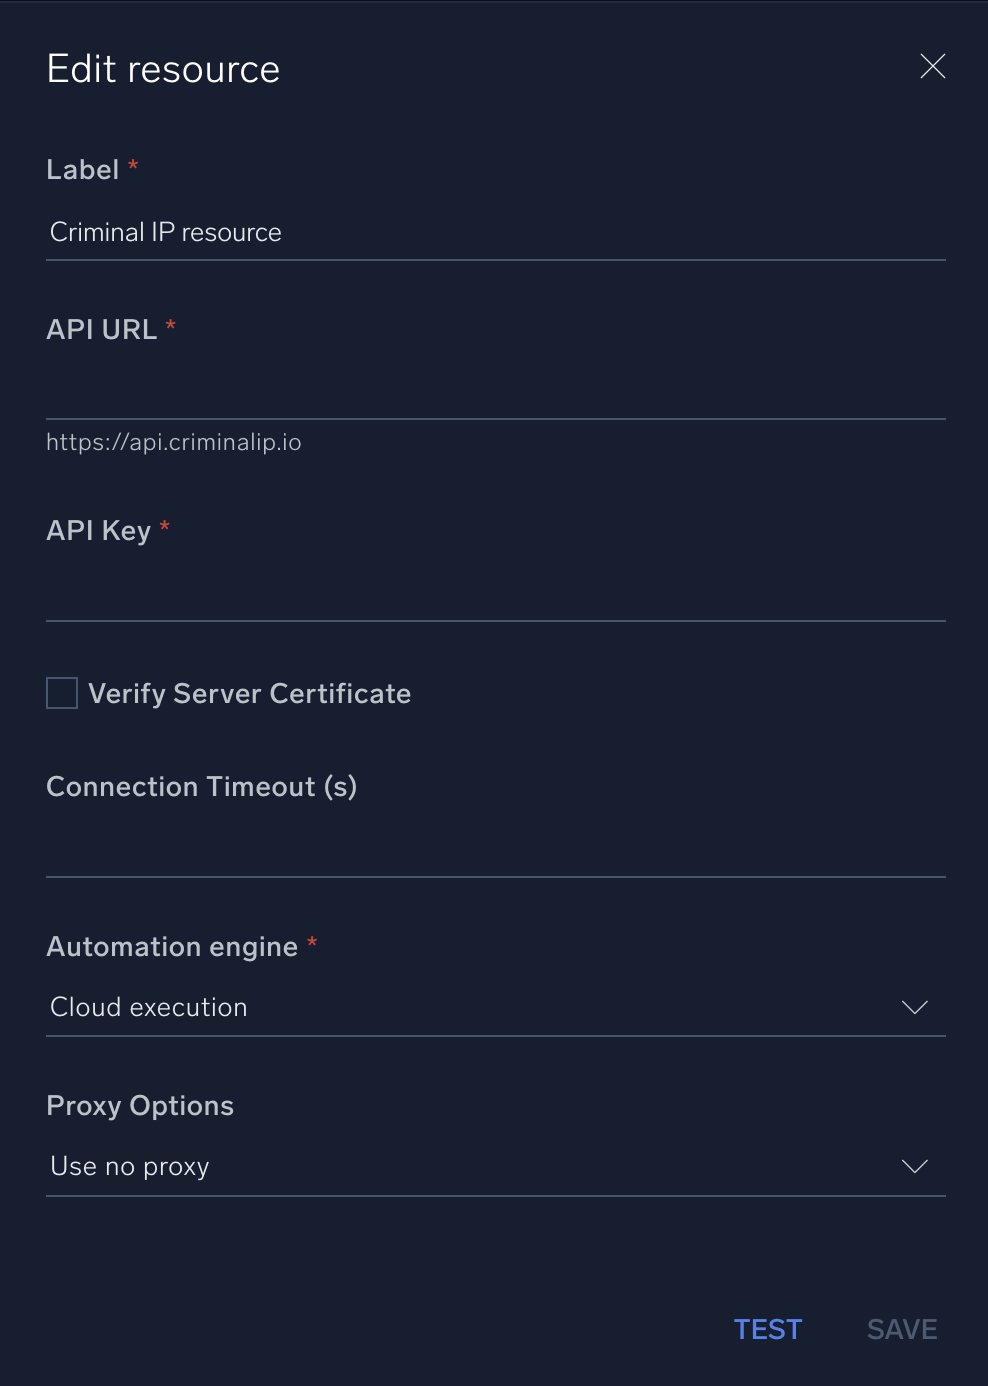 Edit resource
Label *
Criminal IP resource
API URL *
https://api.criminalip.io
API Key *
Verify Server Certificate
Connection Timeout (s)
Automation engine *
Cloud execution
Proxy Options
Use no proxy
TEST SAVE